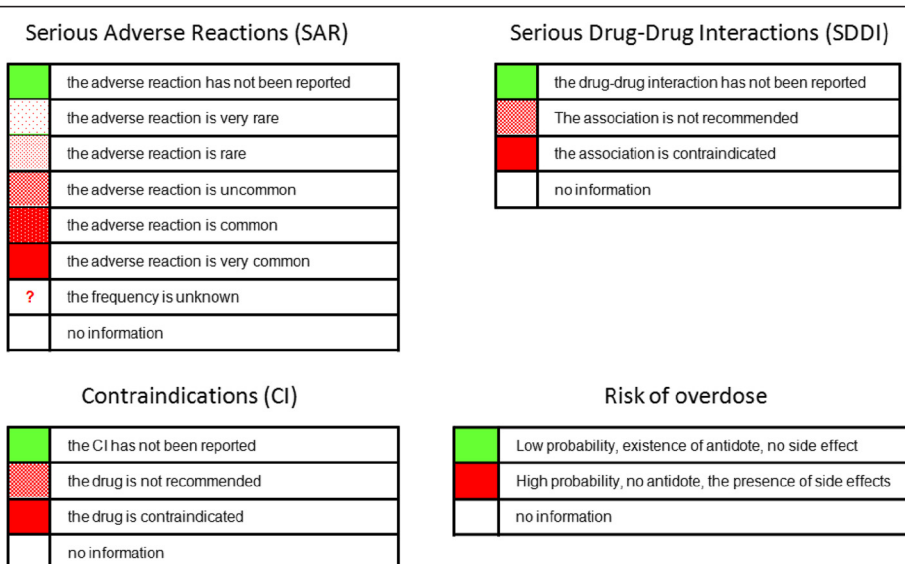 Serious Adverse Reactions (SAR)
the adverse reaction has not been reported
the adverse reaction is very rare
the adverse reaction is rare
the adverse reaction is uncommon
the adverse reaction is common
the adverse reaction is very common
? the frequency is unknown
no information
Serious Drug-Drug Interactions (SDDI)
the drug-drug interaction has not been reported
The association is not recommended
the association is contraindicated
no information
Contraindications (CI)
the CI has not been reported
the drug is not recommended
the drug is contraindicated
no information
Risk of overdose
Low probability, existence of antidote, no side effect
High probability, no antidote, the presence of side effects
no information